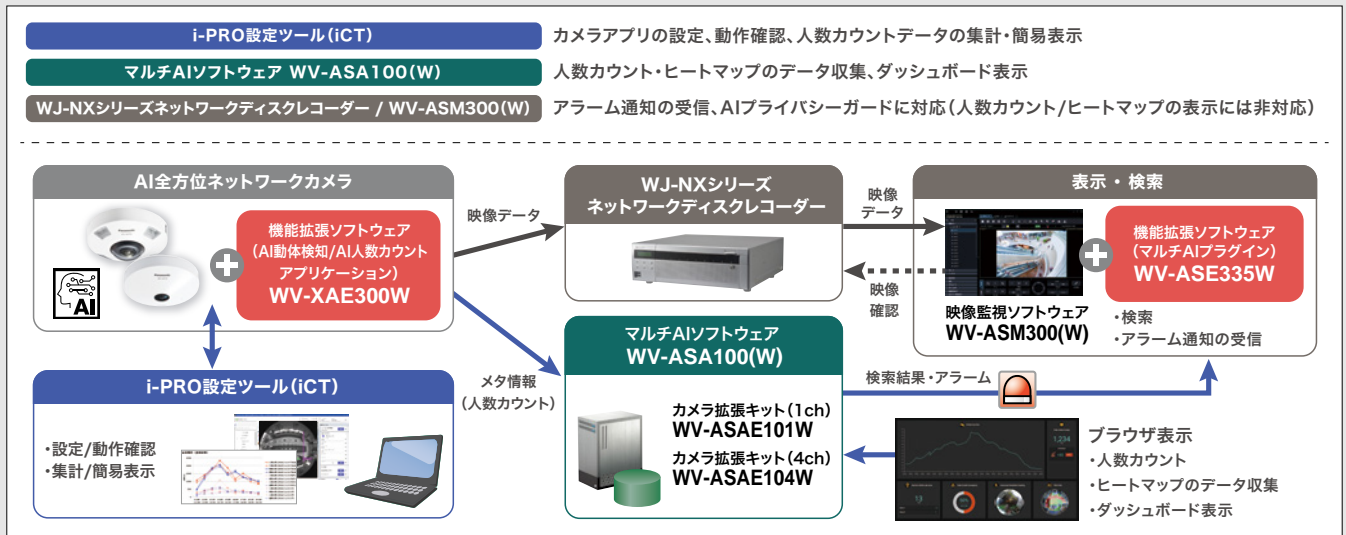 i-PRO設定ツール(iCT)
カメラアプリの設定、動作確認、人数カウントデータの集計・簡易表示
マルチAIソフトウェア WV-ASA100(W)
人数カウント・ヒートマップのデータ収集、ダッシュボード表示
WJ-NXシリーズネットワークディスクレコーダー / WV-ASM300(W)
アラーム通知の受信、AIプライバシーガードに対応(人数カウント/ヒートマップの表示には非対応)
AI全方位ネットワークカメラ
機能拡張ソフトウェア
(AI動体検知/AI人数カウント
アプリケーション)
WV-XAE300W
AI
映像データ
WJ-NXシリーズ
ネットワークディスクレコーダー
映像
データ
映像
確認
表示・検索
機能拡張ソフトウェア
(マルチAIプラグイン)
WV-ASE335W
映像監視ソフトウェア
WV-ASM300(W)
・検索
・アラーム通知の受信
i-PRO設定ツール(iCT)
・設定/動作確認
・集計/簡易表示
メタ情報
(人数カウント)
マルチAIソフトウェア
WV-ASA100(W)
カメラ拡張キット(1ch)
WV-ASAE101W
カメラ拡張キット(4ch)
WV-ASAE104W
検索結果・アラーム
1,234
ブラウザ表示
・人数カウント
・ヒートマップのデータ収集
・ダッシュボード表示